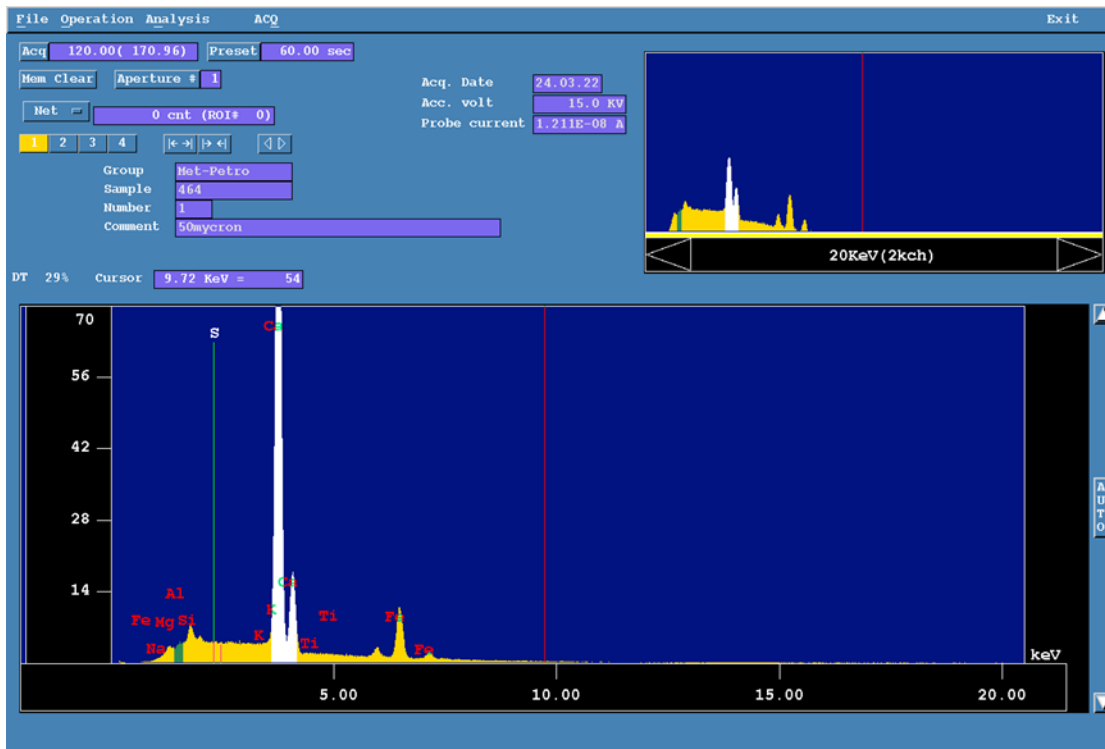 File Operation Analysis ACQ Exit
Acq 120.00( 170.96) Preset 60.00 sec
Mem Clear Aperture # 1
Net 0 cnt (ROI# 0)
1 2 3 4
Group Met-Petro
Sample 464
Number 1
Comment 50mycron
Acq. Date 24.03.22
Acc. volt 15.0 KV
Probe current 1.211E-08 A
20KeV(2kch)
DT 29% Cursor 9.72 KeV = 54
70
56
42
28
14
S
Ca
Al
Fe Mg Si
Na
K
K
Ca
Ti
Ti
Fe
Fe
keV
5.00 10.00 15.00 20.00
AUTO